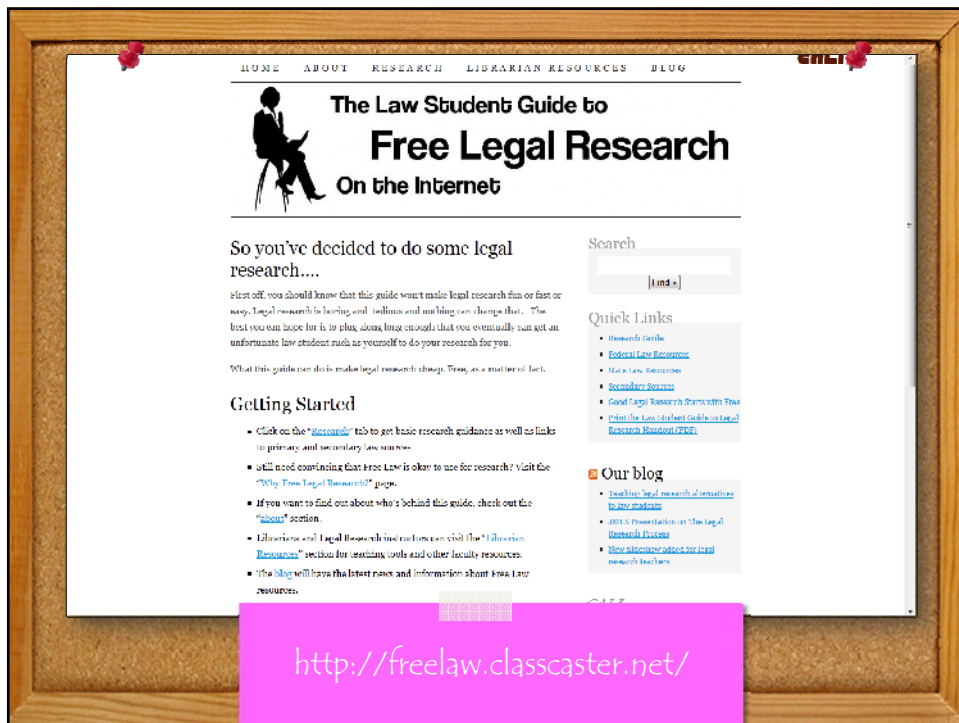 HOME ABOUT RESEARCH LIBRARIAN RESOURCES BLOG
The Law Student Guide to
Free Legal Research
On the Internet
So you've decided to do some legal
research....
First off, you should know that this guide won't make legal research fun or fast or
easy. Legal research is boring and tedious and nothing can change that. The
best you can hope for is to plug along long enough that you eventually can get an
unfortunate law student such as yourself to do your research for you.
What this guide can do is make legal research cheap. Free, as a matter of fact.
Getting Started
Click on the "Research" tab to get basic research guidance as well as links
to primary and secondary law sources
Still need convincing that Free Law is okay to use for research? Visit the
"Why Free Legal Research?" page.
If you want to find out about who's behind this guide, check out the
"about" section.
Librarians and Legal Research instructors can visit the "Librarian
Resources" section for teaching tools and other faculty resources.
The blog will have the latest news and information about Free Law
resources.
Search
Find »
Quick Links
Research Guide
Federal Law Resources
State Law Resources
Secondary Sources
Good Legal Research Starts with Free
Print the Law Student Guide to Legal
Research Handout (PDF)
Our blog
Teaching legal research alternatives
to law students
JMLS Presentation on The Legal
Research Process
New slideshow added for legal
research teachers
http://freelaw.classcaster.net/